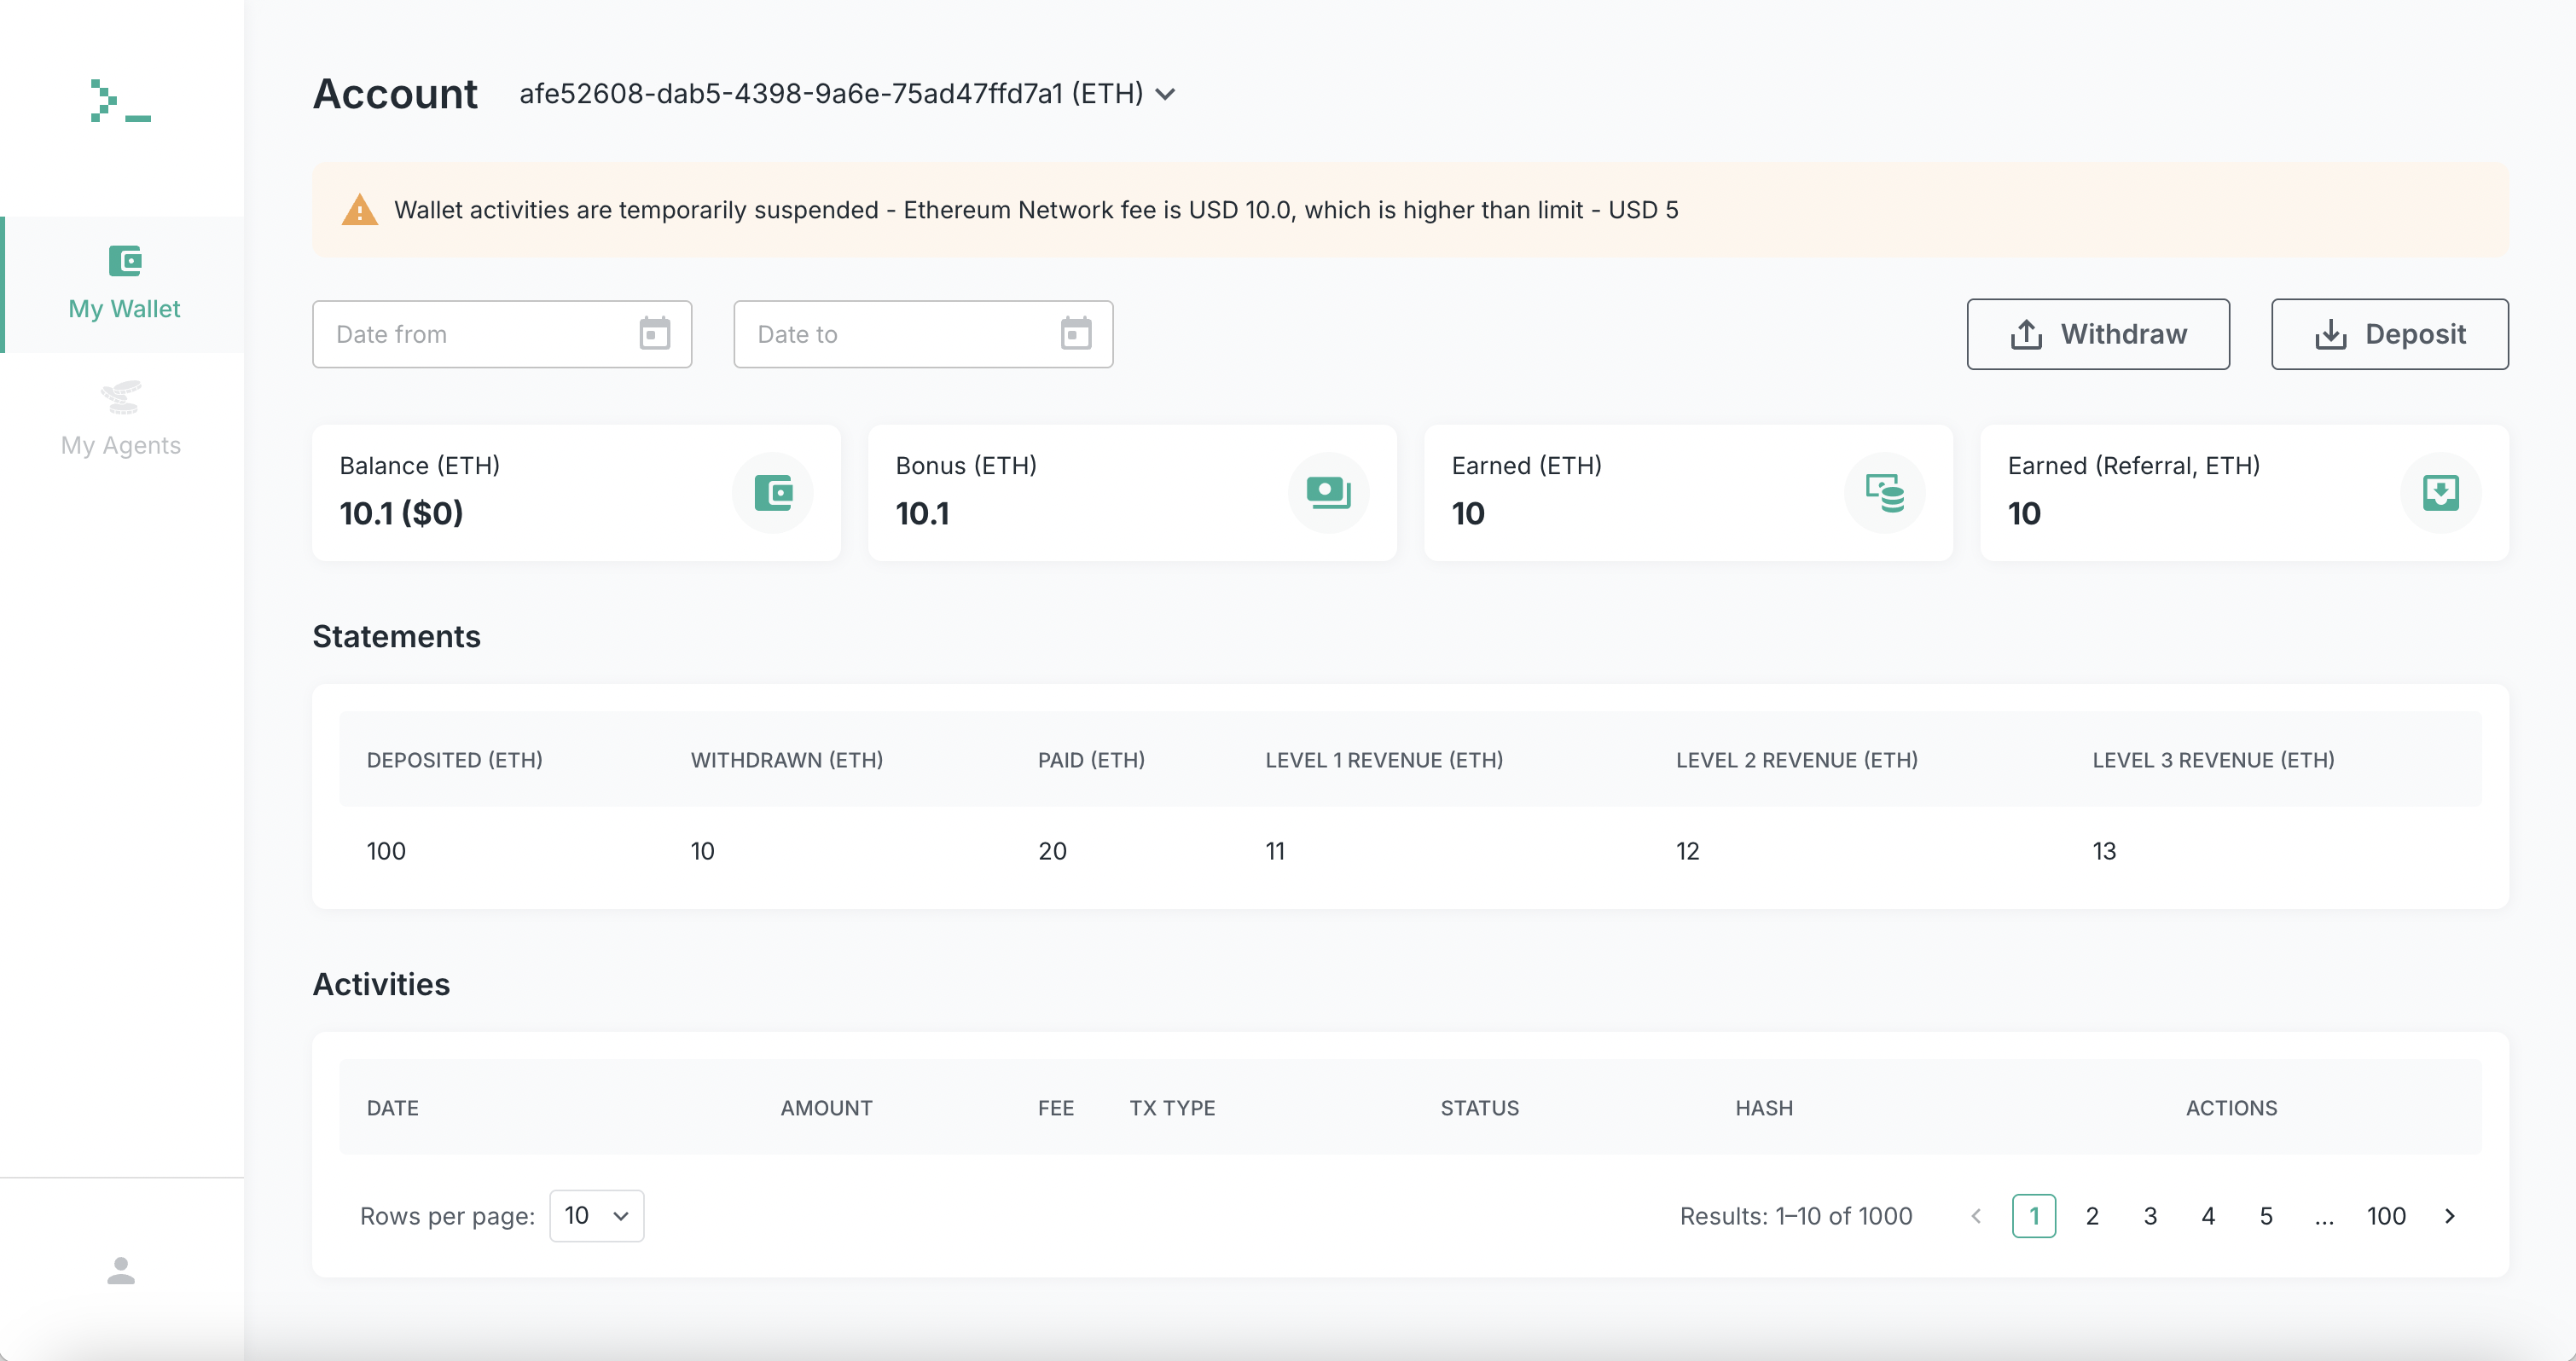 Account afe52608-dab5-4398-9a6e-75ad47ffd7a1 (ETH)
Wallet activities are temporarily suspended - Ethereum Network fee is USD 10.0, which is higher than limit - USD 5
My Wallet
My Agents
Date from Date to Withdraw Deposit
Balance (ETH) Bonus (ETH) Earned (ETH) Earned (Referral, ETH)
10.1 ($0) 10.1 10 10
Statements
DEPOSITED (ETH) WITHDRAWN (ETH) PAID (ETH) LEVEL 1 REVENUE (ETH) LEVEL 2 REVENUE (ETH) LEVEL 3 REVENUE (ETH)
100 10 20 11 12 13
Activities
DATE AMOUNT FEE TX TYPE STATUS HASH ACTIONS
Rows per page: 10 Results: 1–10 of 1000 1 2 3 4 5 ... 100